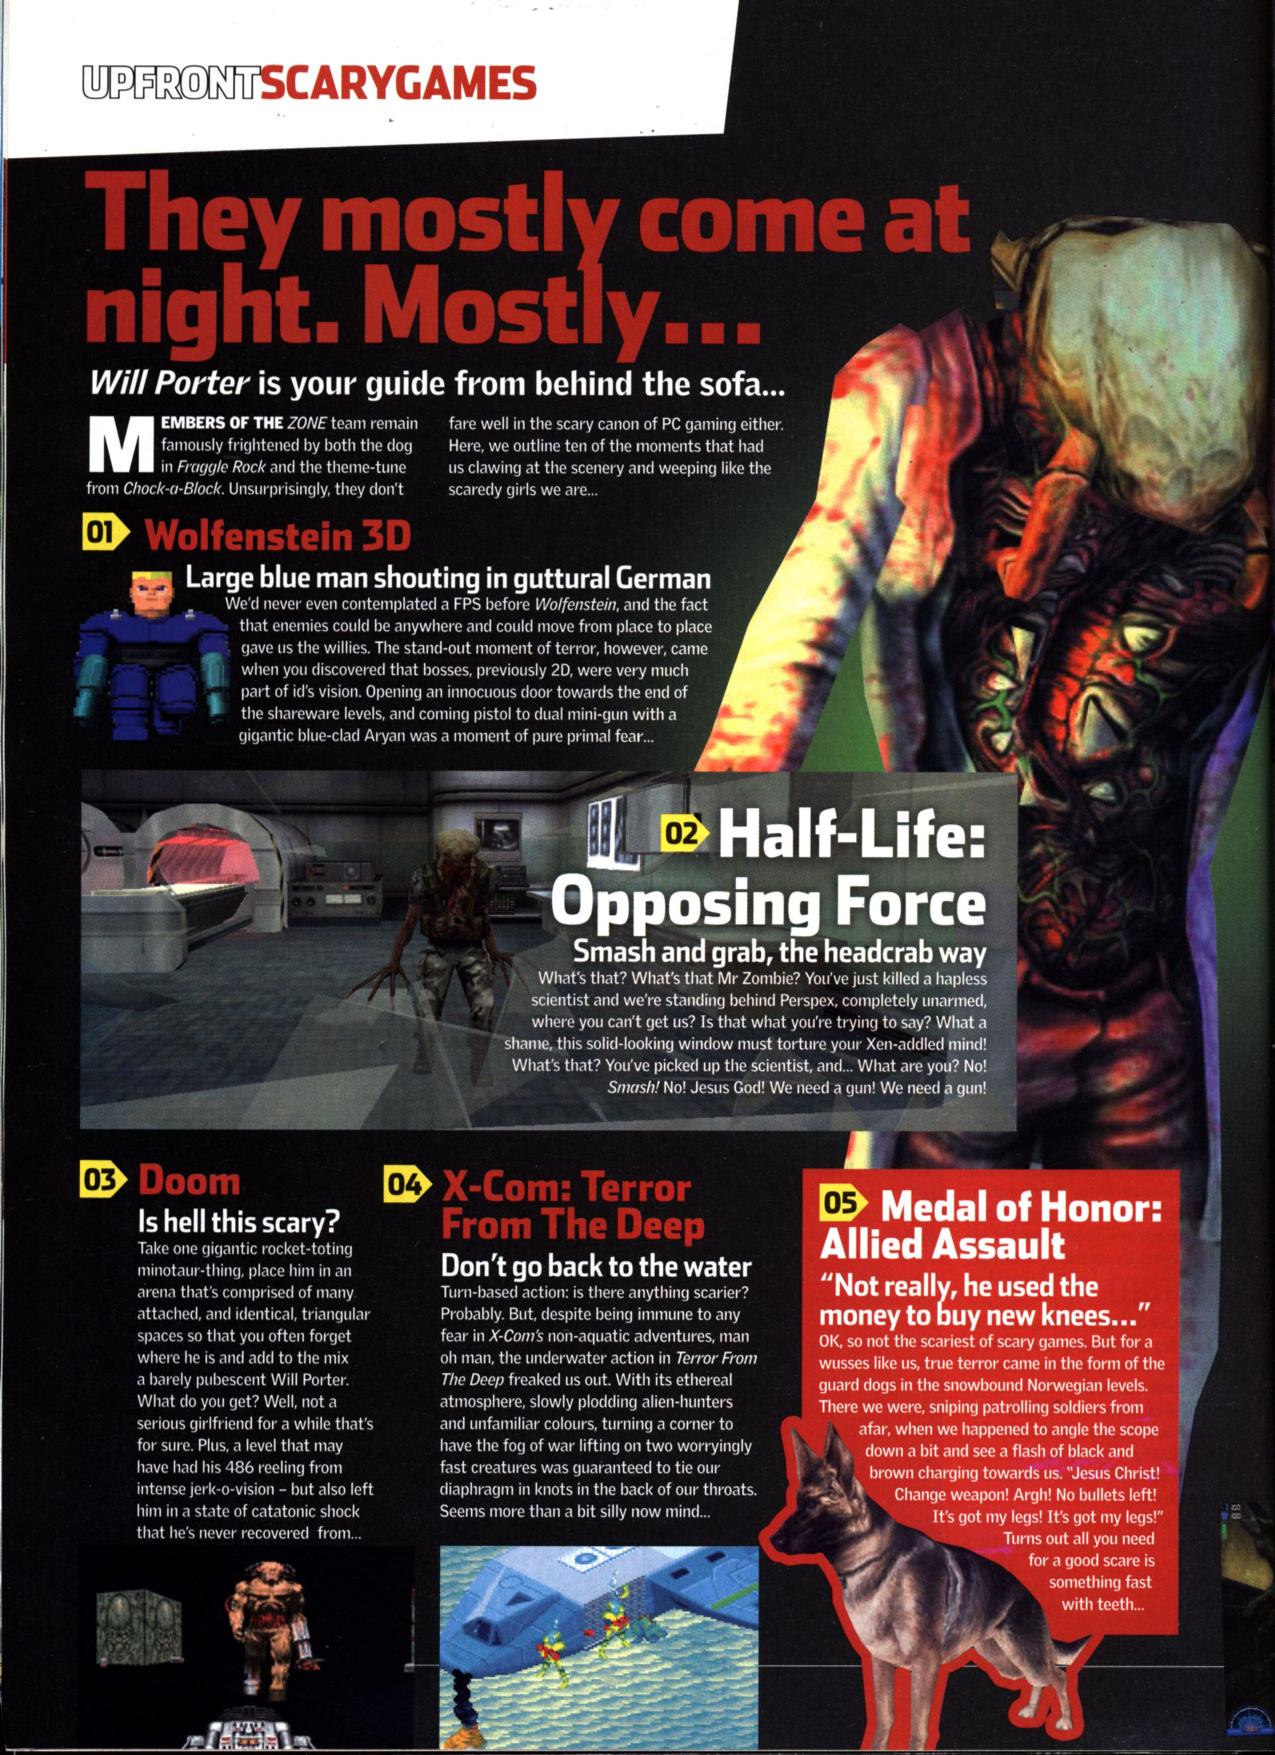 UPFRONTSCARYGAMES
They mostly come at
night. Mostly...
Will Porter is your guide from behind the sofa...
MEMBERS OF THE ZONE team remain
famously frightened by both the dog
in Fraggle Rock and the theme-tune
from Chock-a-Block. Unsurprisingly, they don't
fare well in the scary canon of PC gaming either.
Here, we outline ten of the moments that had
us clawing at the scenery and weeping like the
scaredy girls we are...
01 Wolfenstein 3D
Large blue man shouting in guttural German
We'd never even contemplated a FPS before Wolfenstein, and the fact
that enemies could be anywhere and could move from place to place
gave us the willies. The stand-out moment of terror, however, came
when you discovered that bosses, previously 2D, were very much
part of id's vision. Opening an innocuous door towards the end of
the shareware levels, and coming pistol to dual mini-gun with a
gigantic blue-clad Aryan was a moment of pure primal fear...
02 Half-Life:
Opposing Force
Smash and grab, the headcrab way
What's that? What's that Mr Zombie? You've just killed a hapless
scientist and we're standing behind Perspex, completely unarmed,
where you can't get us? Is that what you're trying to say? What a
shame, this solid-looking window must torture your Xen-addled mind!
What's that? You've picked up the scientist, and... What are you? No!
Smash! No! Jesus God! We need a gun! We need a gun!
03 Doom
Is hell this scary?
Take one gigantic rocket-toting
minotaur-thing, place him in an
arena that's comprised of many
attached, and identical, triangular
spaces so that you often forget
where he is and add to the mix
a barely pubescent Will Porter.
What do you get? Well, not a
serious girlfriend for a while that's
for sure. Plus, a level that may
have had his 486 reeling from
intense jerk-o-vision – but also left
him in a state of catatonic shock
that he's never recovered from...
04 X-Com: Terror
From The Deep
Don't go back to the water
Turn-based action: is there anything scarier?
Probably. But, despite being immune to any
fear in X-Com's non-aquatic adventures, man
oh man, the underwater action in Terror From
The Deep freaked us out. With its ethereal
atmosphere, slowly plodding alien-hunters
and unfamiliar colours, turning a corner to
have the fog of war lifting on two worryingly
fast creatures was guaranteed to tie our
diaphragm in knots in the back of our throats.
Seems more than a bit silly now mind...
05 Medal of Honor:
Allied Assault
"Not really, he used the
money to buy new knees..."
OK, so not the scariest of scary games. But for a
wusses like us, true terror came in the form of the
guard dogs in the snowbound Norwegian levels.
There we were, sniping patrolling soldiers from
afar, when we happened to angle the scope
down a bit and see a flash of black and
brown charging towards us. "Jesus Christ!
Change weapon! Argh! No bullets left!
It's got my legs! It's got my legs!"
Turns out all you need
for a good scare is
something fast
with teeth...